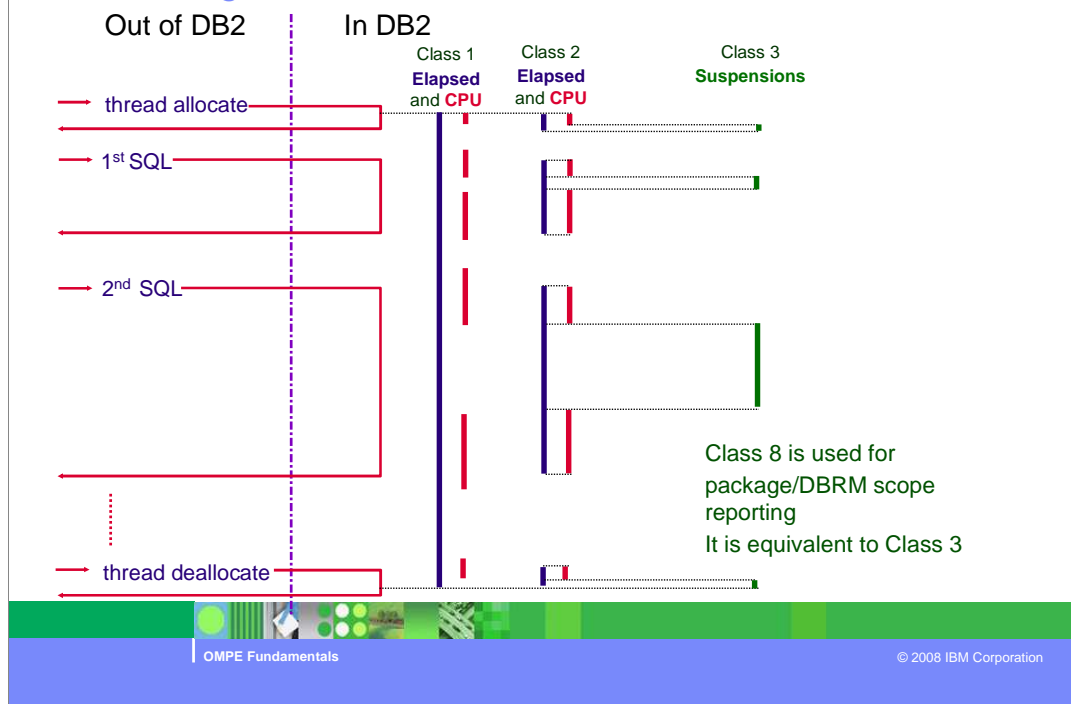 Out of DB2
In DB2
Class 1
Elapsed
and CPU
Class 2
Elapsed
and CPU
Class 3
Suspensions
thread allocate
1st SQL
2nd SQL
thread deallocate
Class 8 is used for
package/DBRM scope
reporting
It is equivalent to Class 3
OMPE Fundamentals
© 2008 IBM Corporation